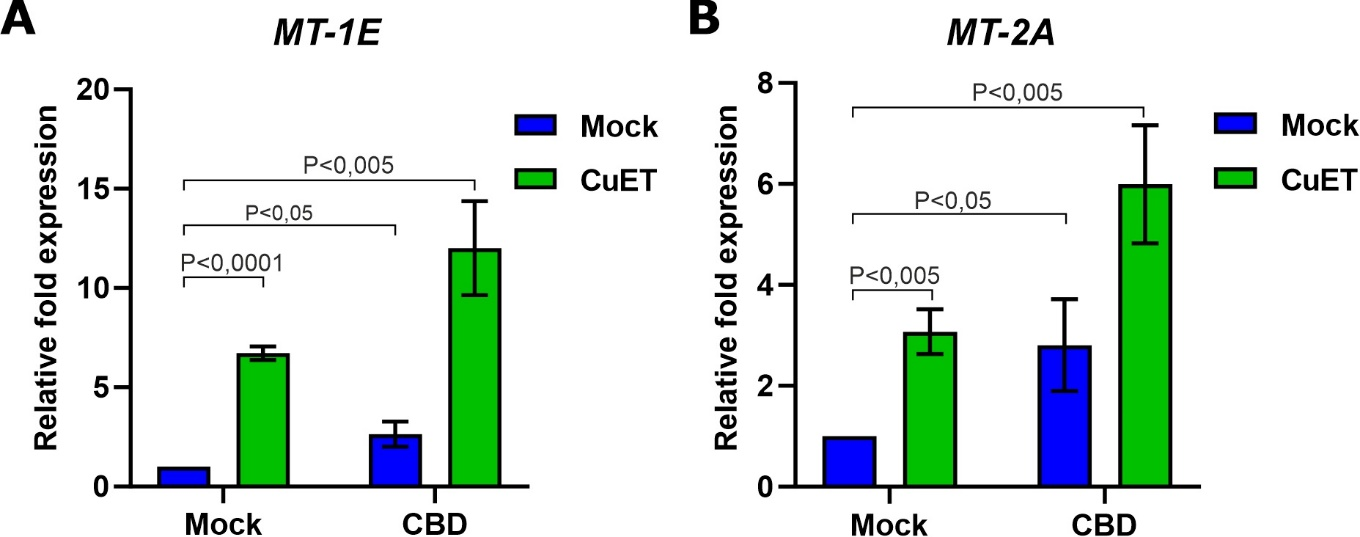 A
MT-1E
Relative fold expression
20
15
10
5
0
P<0,005
P<0,05
P<0,0001
Mock
CBD
Mock
CuET
B
MT-2A
Relative fold expression
8
6
4
2
0
P<0,005
P<0,05
P<0,005
Mock
CBD
Mock
CuET